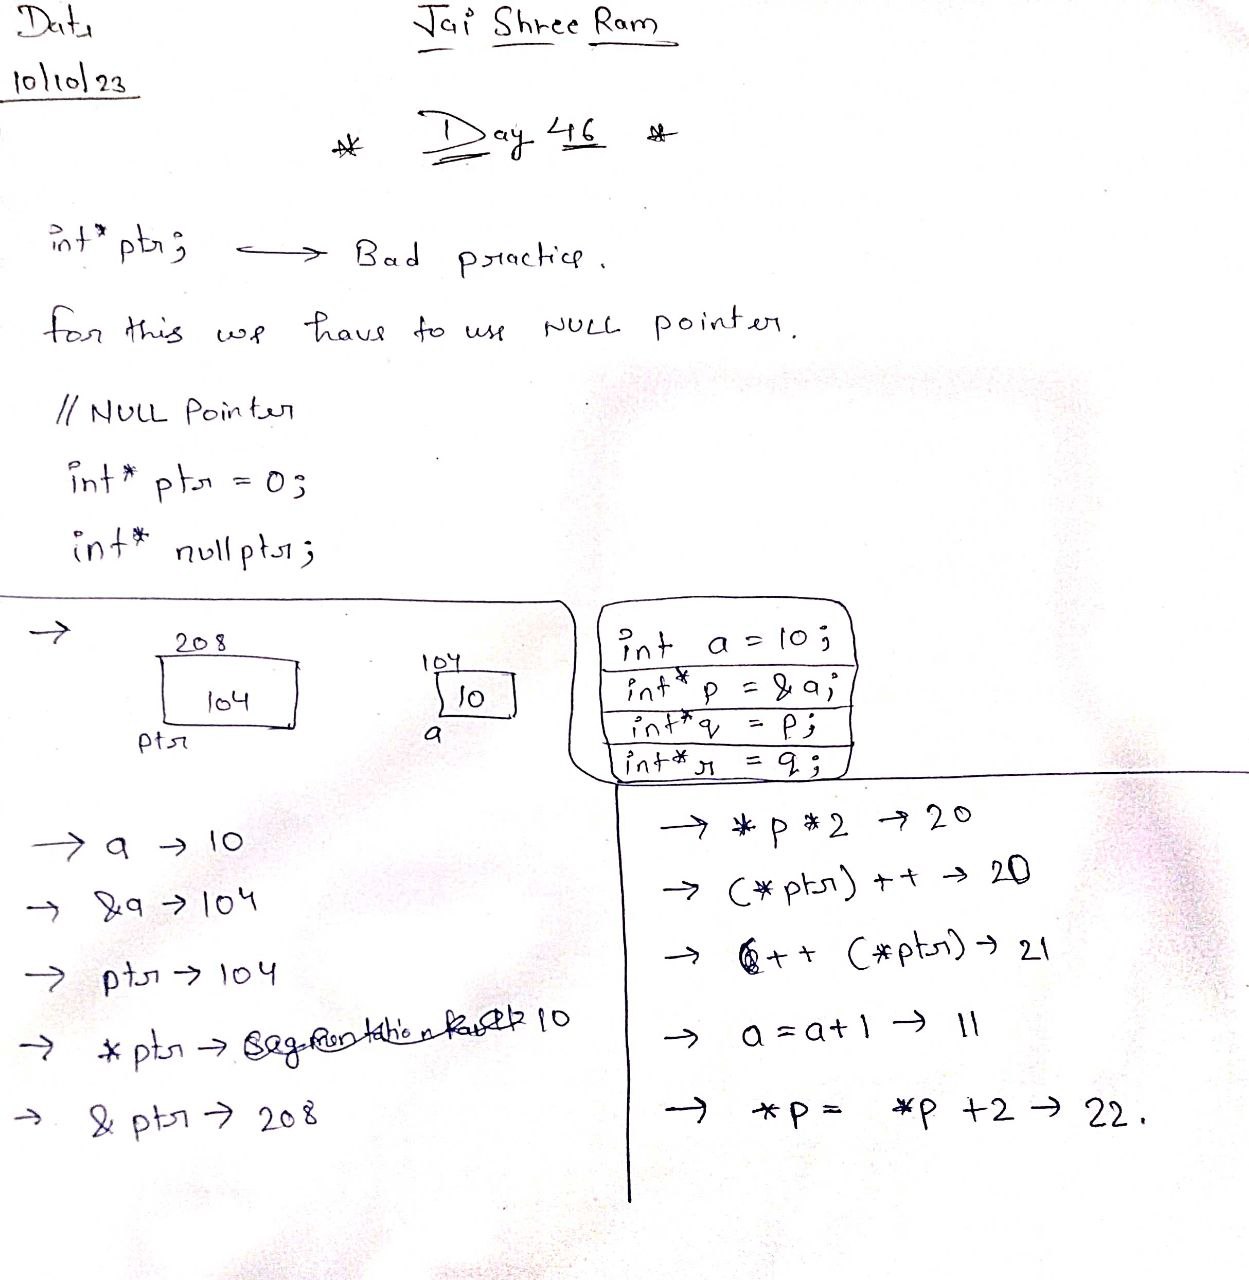 Date
Jai Shree Ram
10/10/23
* Day 46 *
int* ptr; → Bad practice.
for this we have to use NULL pointer.
// NULL Pointer
int* ptr = 0;
int* nullptr;
→
208
104
ptr
104
10
a
int a = 10;
int* p = &a;
int* q = p;
int* r = q;
→ a → 10
→ &a → 104
→ ptr → 104
→ *ptr → Segmentation fault 10
→ &ptr → 208
→ *p*2 → 20
→ (*ptr)++ → 20
→ ++(*ptr) → 21
→ a = a+1 → 11
→ *p = *p +2 → 22.